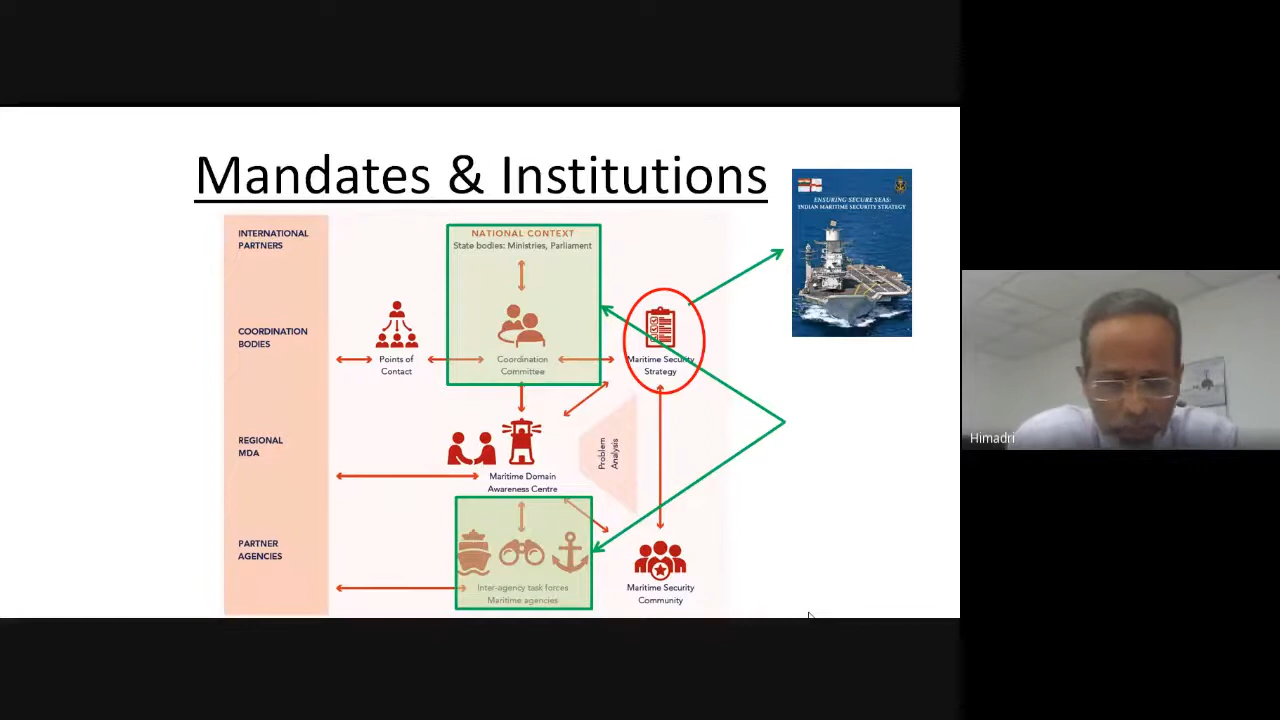 Mandates & Institutions
ENSURING SECURE SEAS:
INDIAN MARITIME SECURITY STRATEGY
INTERNATIONAL
PARTNERS
NATIONAL CONTEXT
State bodies: Ministries, Parliament
COORDINATION
BODIES
Points of
Contact
Coordination
Committee
Maritime Security
Strategy
REGIONAL
MDA
Problem
Analysis
Maritime Domain
Awareness Centre
PARTNER
AGENCIES
Inter-agency task forces
Maritime agencies
Maritime Security
Community
Himadri